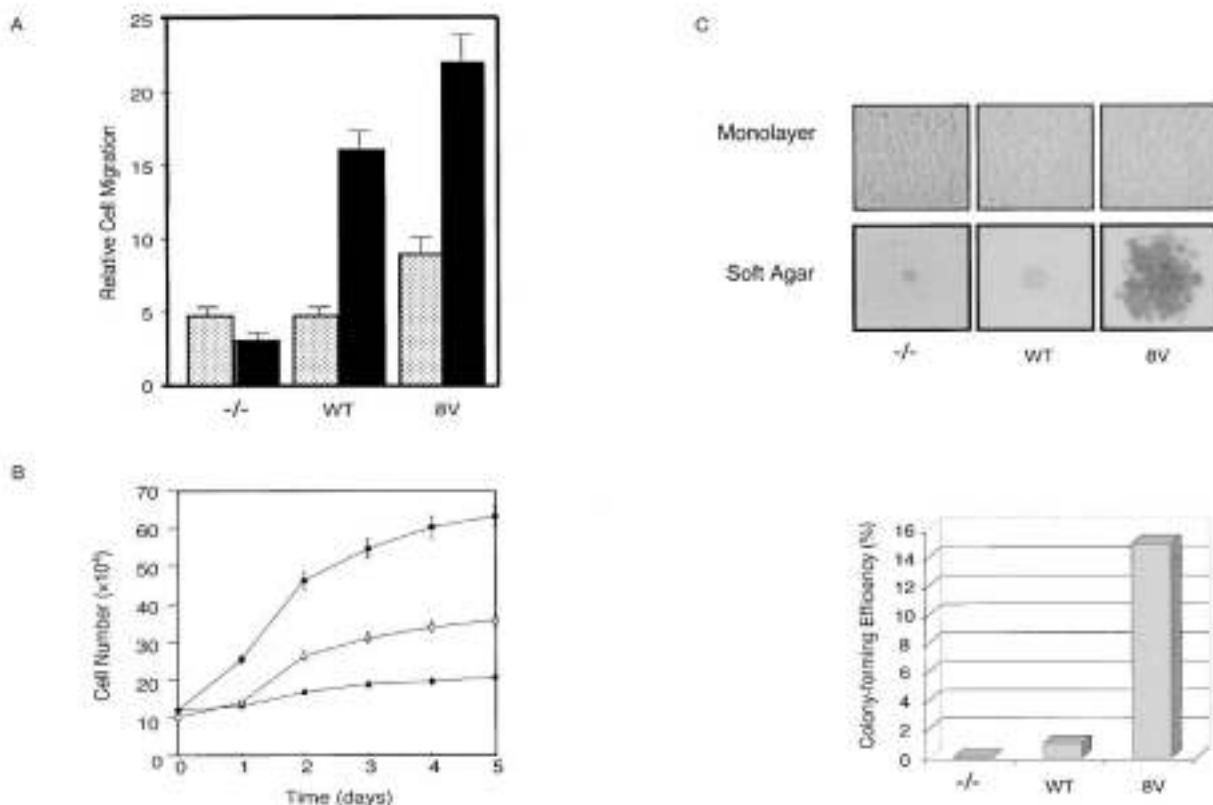 A
Relative Cell Migration
25
20
15
10
5
0
-/-
WT
8V
B
Cell Number (×10⁴)
70
60
50
40
30
20
10
0
0 1 2 3 4 5
Time (days)
C
Monolayer
Soft Agar
-/-
WT
8V
Colony-forming Efficiency (%)
16
14
12
10
8
6
4
2
0
-/-
WT
8V